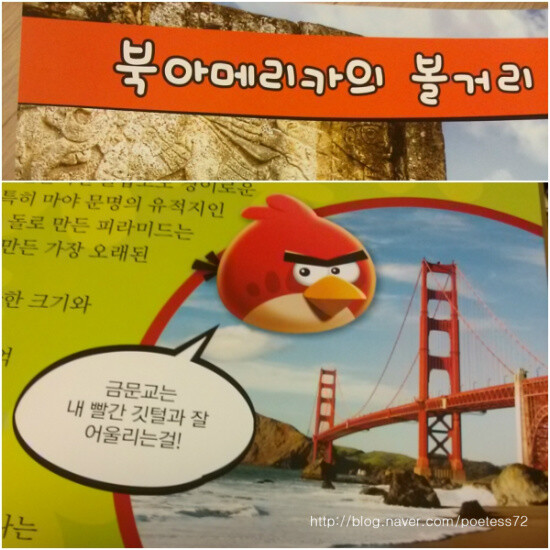 북아메리카의 볼거리
특히 마야 문명의 유적지인
돌로 만든 피라미드는
만든 가장 오래된
한 크기와
금문교는
내 빨간 깃털과 잘
어울리는걸!
나는
http://blog.naver.com/poetess72